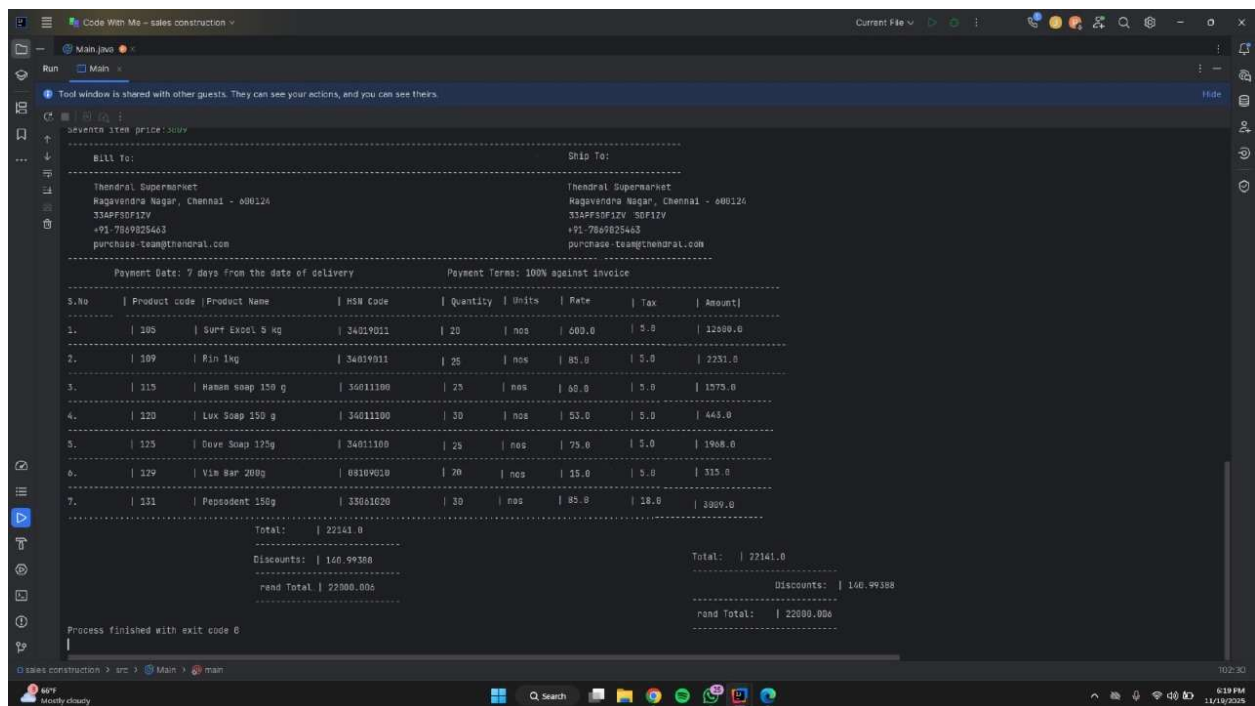 Code With Me – sales construction
Current File
Main.java
Run Main
Tool window is shared with other guests. They can see your actions, and you can see theirs. Hide
Seventh item price:3009
Bill To: Ship To:
Thendral Supermarket Thendral Supermarket
Ragavendra Nagar, Chennai - 600124 Ragavendra Nagar, Chennai - 600124
33APFSDF1ZV 33APFSDF1ZV SDF1ZV
+91-7869825463 +91-7869825463
purchase-team@thendral.com purchase-team@thendral.com
Payment Date: 7 days from the date of delivery Payment Terms: 100% against invoice
S.No | Product code | Product Name | HSN Code | Quantity | Units | Rate | Tax | Amount|
1. | 105 | Surf Excel 5 kg | 34019011 | 20 | nos | 600.0 | 5.0 | 12600.0
2. | 109 | Rin 1kg | 34019011 | 25 | nos | 85.0 | 5.0 | 2231.0
3. | 115 | Hamam soap 150 g | 34011100 | 25 | nos | 60.0 | 5.0 | 1575.0
4. | 120 | Lux Soap 150 g | 34011100 | 30 | nos | 53.0 | 5.0 | 443.0
5. | 125 | Dove Soap 125g | 34011100 | 25 | nos | 75.0 | 5.0 | 1968.0
6. | 129 | Vim Bar 200g | 08109010 | 20 | nos | 15.0 | 5.0 | 315.0
7. | 131 | Pepsodent 150g | 33061020 | 30 | nos | 85.0 | 18.0 | 3009.0
Total: | 22141.0
Discounts: | 140.99388
rand Total | 22000.006
Total: | 22141.0
Discounts: | 140.99388
rand Total: | 22000.006
Process finished with exit code 0
sales construction > src > Main > main 102:30
66°F
Mostly cloudy
Search
25
6:19 PM
11/19/2025